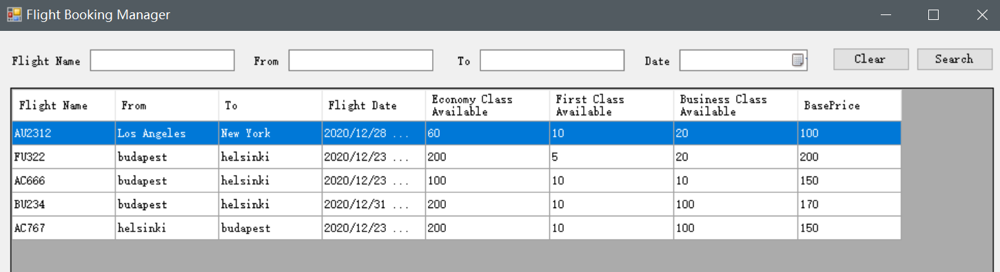 Flight Booking Manager
Flight Name From To Date Clear Search
Flight Name From To Flight Date Economy Class Available First Class Available Business Class Available BasePrice
AU2312 Los Angeles New York 2020/12/28 ... 60 10 20 100
FU322 budapest helsinki 2020/12/23 ... 200 5 20 200
AC666 budapest helsinki 2020/12/23 ... 100 10 10 150
BU234 budapest helsinki 2020/12/31 ... 200 10 100 170
AC767 helsinki budapest 2020/12/23 ... 200 10 100 150